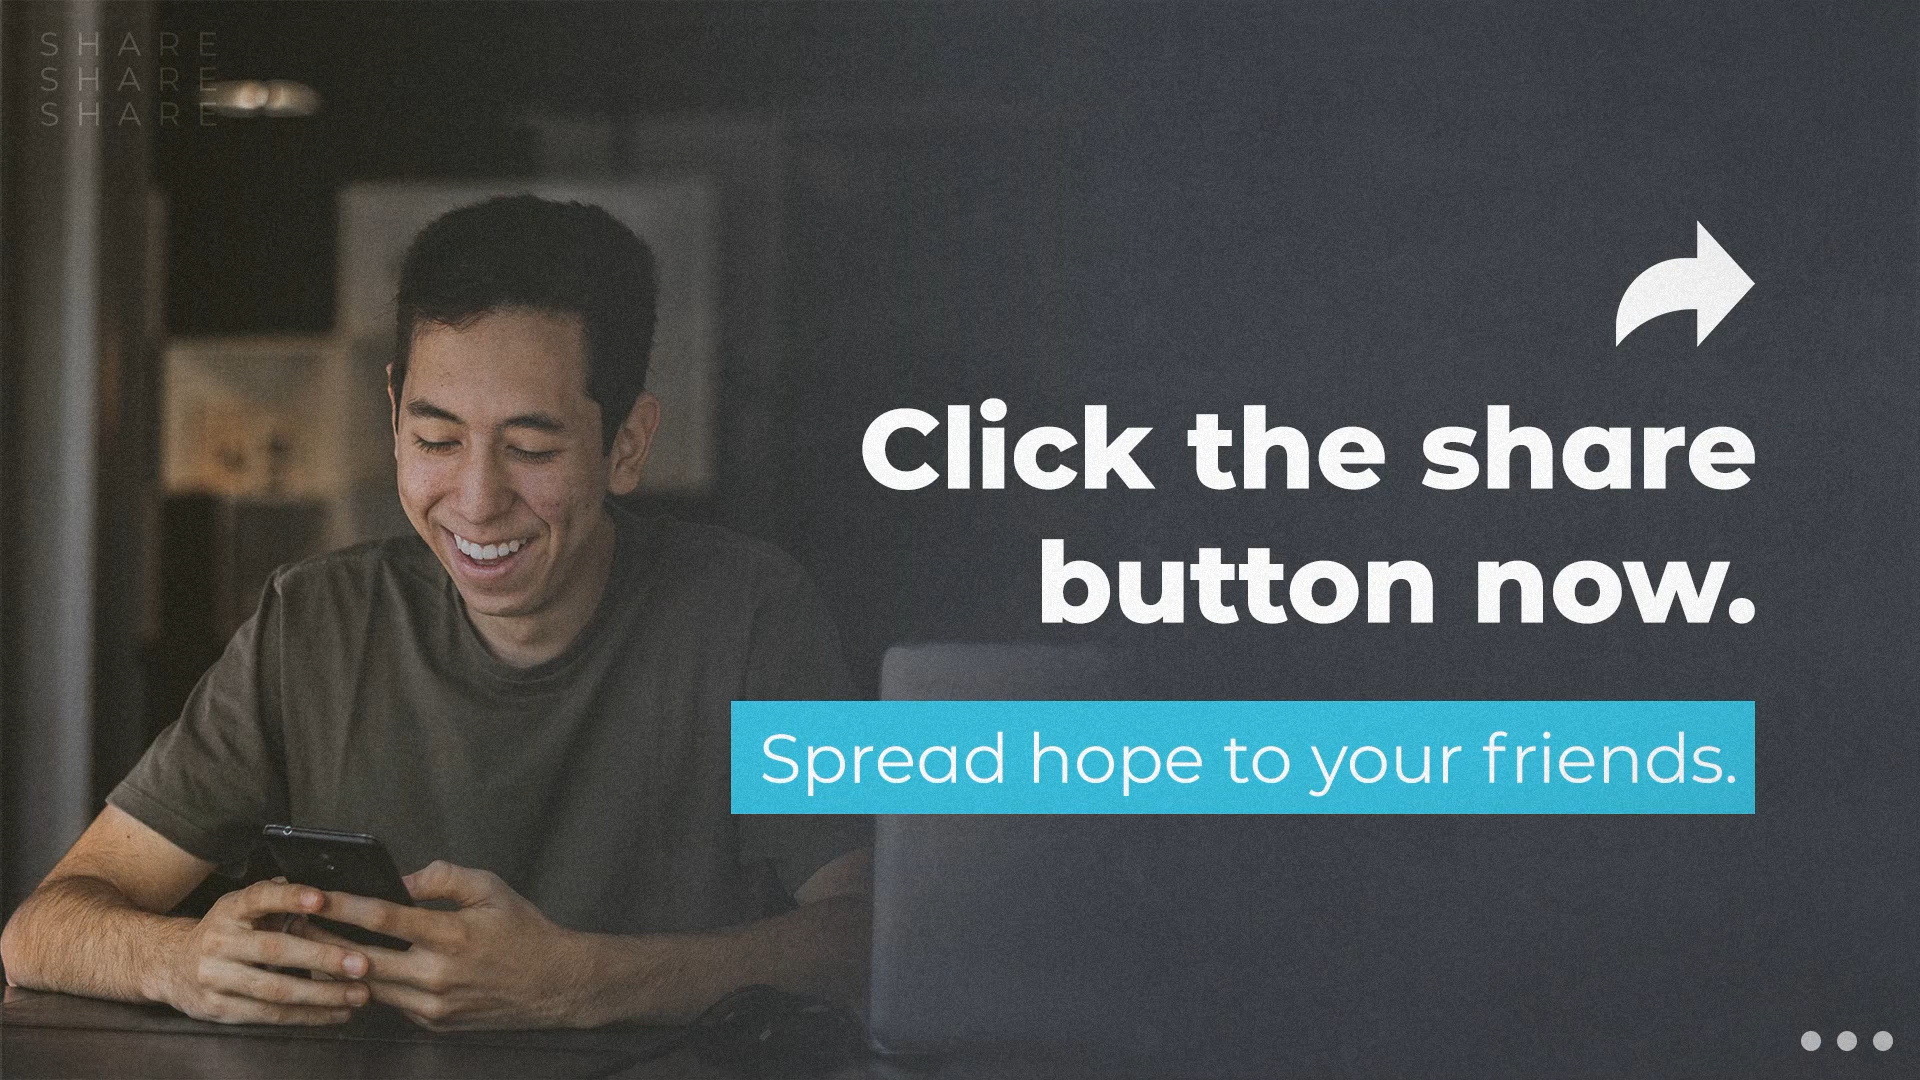 SHARE
SHARE
SHARE
Click the share
button now.
Spread hope to your friends.